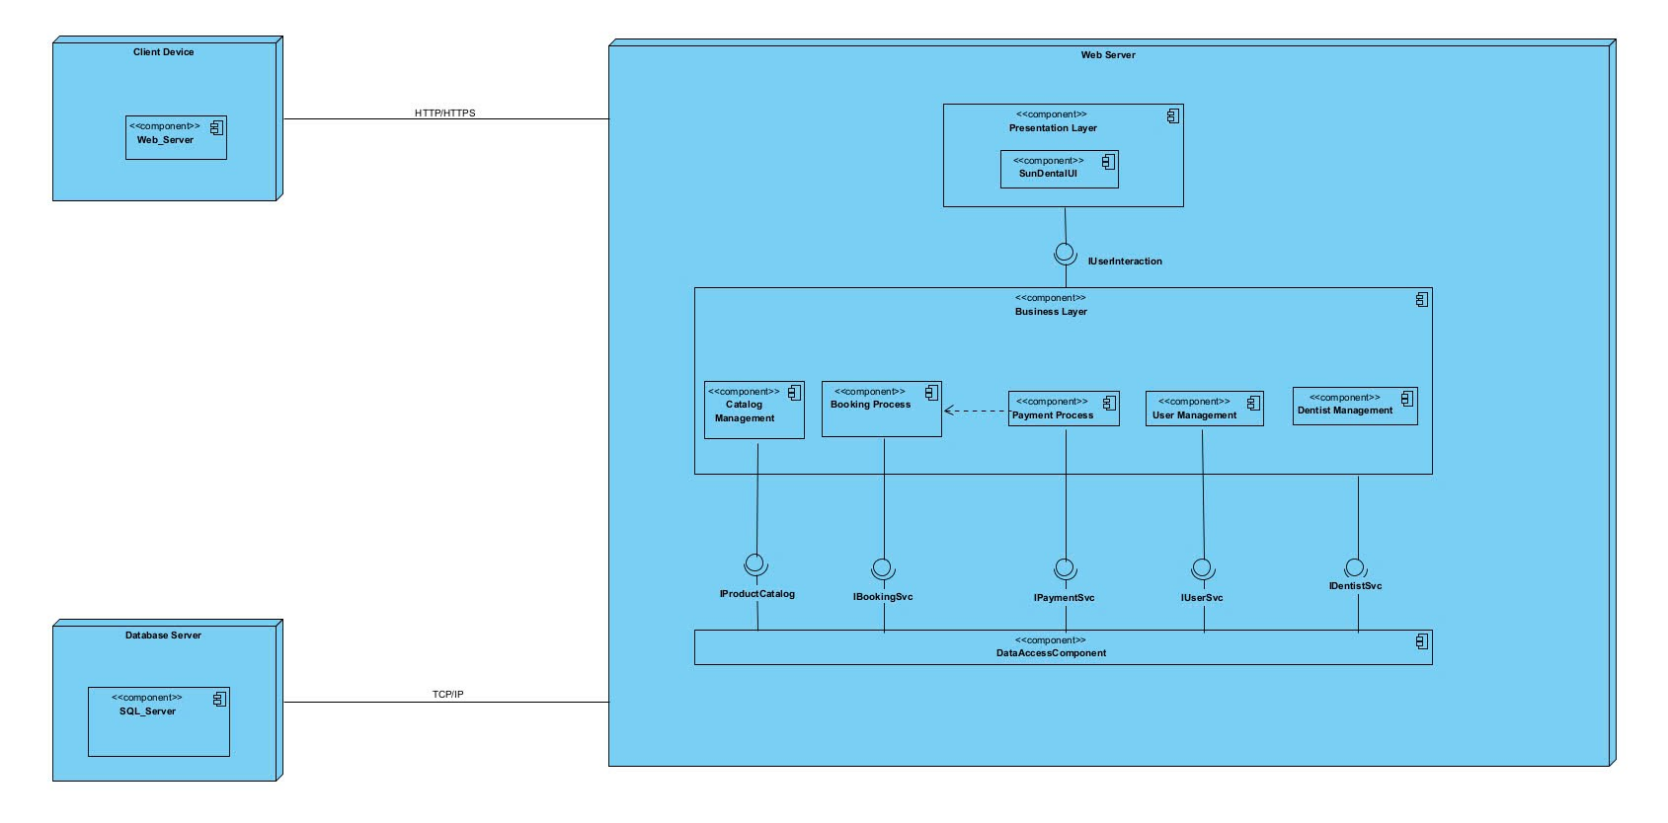 Client Device
<<component>>
Web_Server
HTTP/HTTPS
Web Server
<<component>>
Presentation Layer
<<component>>
SunDentalUI
IUserInteraction
<<component>>
Business Layer
<<component>>
Catalog
Management
<<component>>
Booking Process
<<component>>
Payment Process
<<component>>
User Management
<<component>>
Dentist Management
IProductCatalog
IBookingSvc
IPaymentSvc
IUserSvc
IDentistSvc
<<component>>
DataAccessComponent
Database Server
<<component>>
SQL_Server
TCP/IP